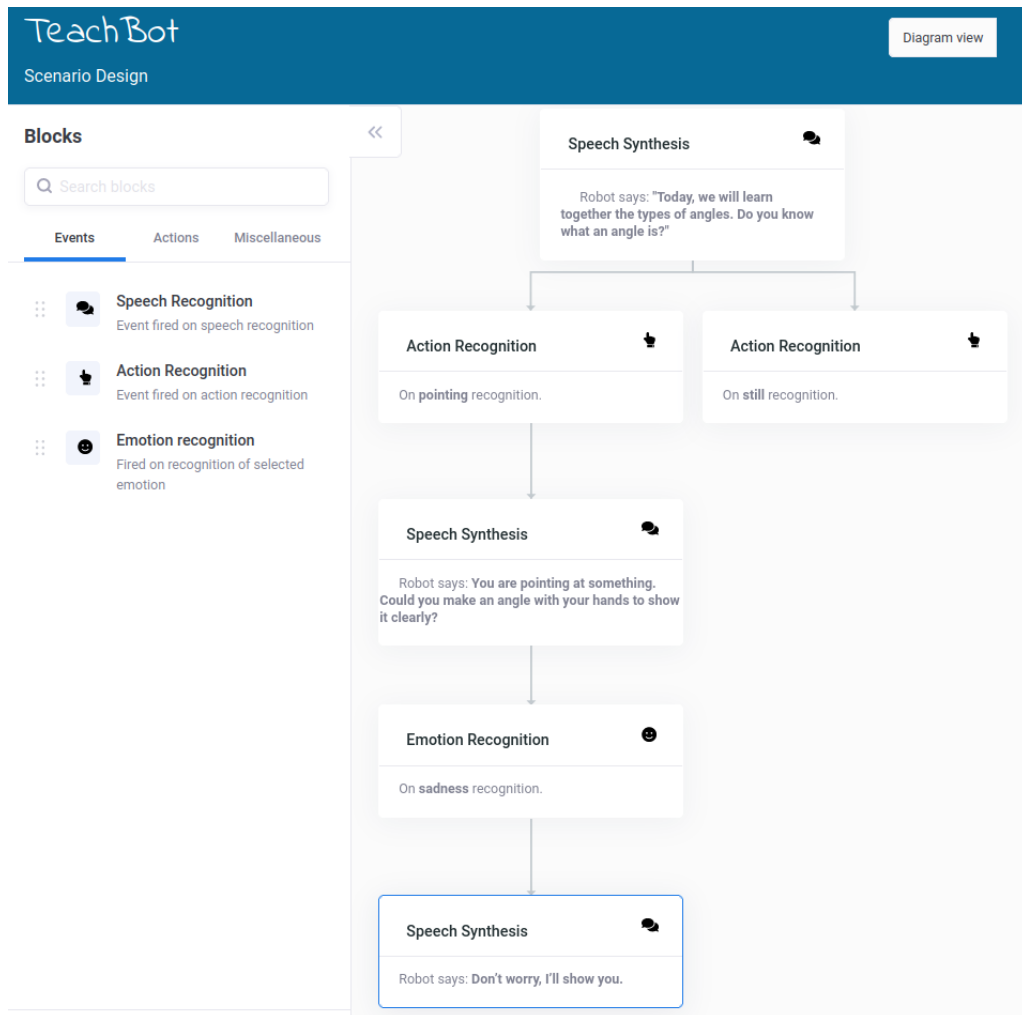 TeachBot
Scenario Design
Diagram view
Blocks
Search blocks
Events Actions Miscellaneous
Speech Recognition
Event fired on speech recognition
Action Recognition
Event fired on action recognition
Emotion recognition
Fired on recognition of selected
emotion
Speech Synthesis
Robot says: "Today, we will learn
together the types of angles. Do you know
what an angle is?"
Action Recognition
On pointing recognition.
Action Recognition
On still recognition.
Speech Synthesis
Robot says: You are pointing at something.
Could you make an angle with your hands to show
it clearly?
Emotion Recognition
On sadness recognition.
Speech Synthesis
Robot says: Don’t worry, I’ll show you.